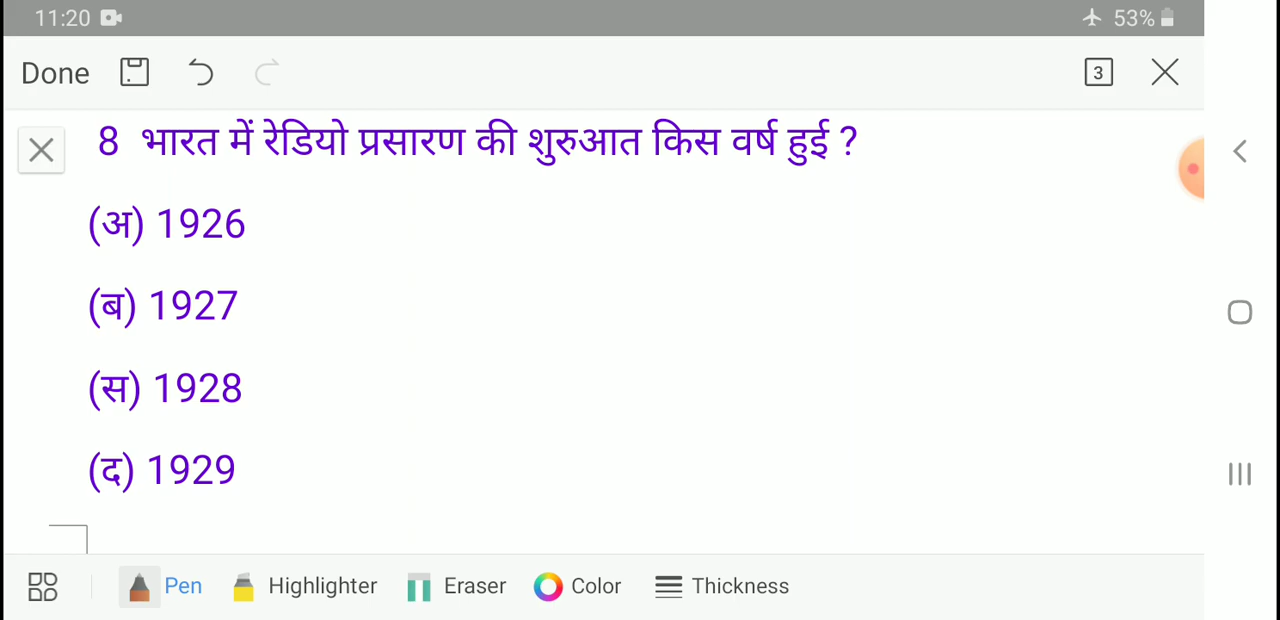 11:20
53%
Done
3
8 भारत में रेडियो प्रसारण की शुरुआत किस वर्ष हुई ?
(अ) 1926
(ब) 1927
(स) 1928
(द) 1929
Pen Highlighter Eraser Color Thickness